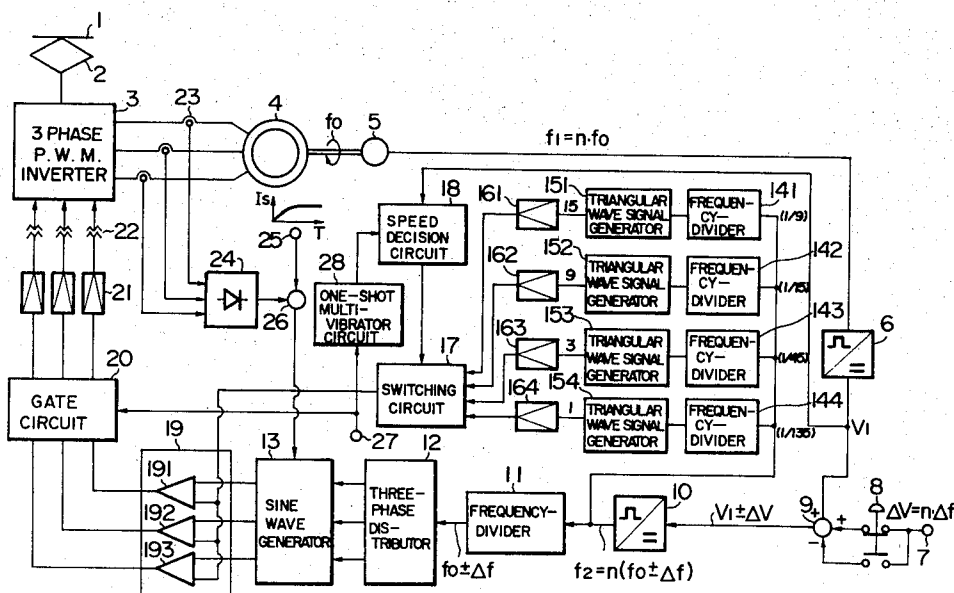 1
2
3
3 PHASE
P. W. M.
INVERTER
23
4
fo
5
f1=n·fo
Is
T
25
18
SPEED
DECISION
CIRCUIT
161
15
151
TRIANGULAR
WAVE SIGNAL
GENERATOR
141
FREQUEN-
CY-
DIVIDER
(1/9)
162
9
152
TRIANGULAR
WAVE SIGNAL
GENERATOR
142
FREQUEN-
CY-
DIVIDER
(1/15)
163
3
153
TRIANGULAR
WAVE SIGNAL
GENERATOR
143
FREQUEN-
CY-
DIVIDER
(1/45)
164
1
154
TRIANGULAR
WAVE SIGNAL
GENERATOR
144
FREQUEN-
CY-
DIVIDER
(1/135)
6
V1
22
21
24
26
28
ONE-SHOT
MULTI-
VIBRATOR
CIRCUIT
17
SWITCHING
CIRCUIT
20
GATE
CIRCUIT
27
19
191
192
193
13
SINE
WAVE
GENERATOR
12
THREE-
PHASE
DIS-
TRIBUTOR
11
FREQUENCY-
DIVIDER
fo±Δf
10
f2=n(fo±Δf)
V1±ΔV
9
+
-
+
8
ΔV=n·Δf
7